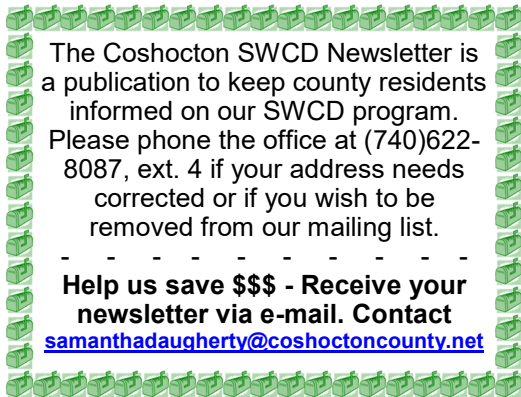 The Coshocton SWCD Newsletter is
a publication to keep county residents
informed on our SWCD program.
Please phone the office at (740)622-
8087, ext. 4 if your address needs
corrected or if you wish to be
removed from our mailing list.
- - - - - - - - - -
Help us save $$$ - Receive your
newsletter via e-mail. Contact
samanthadaugherty@coshoctoncounty.net